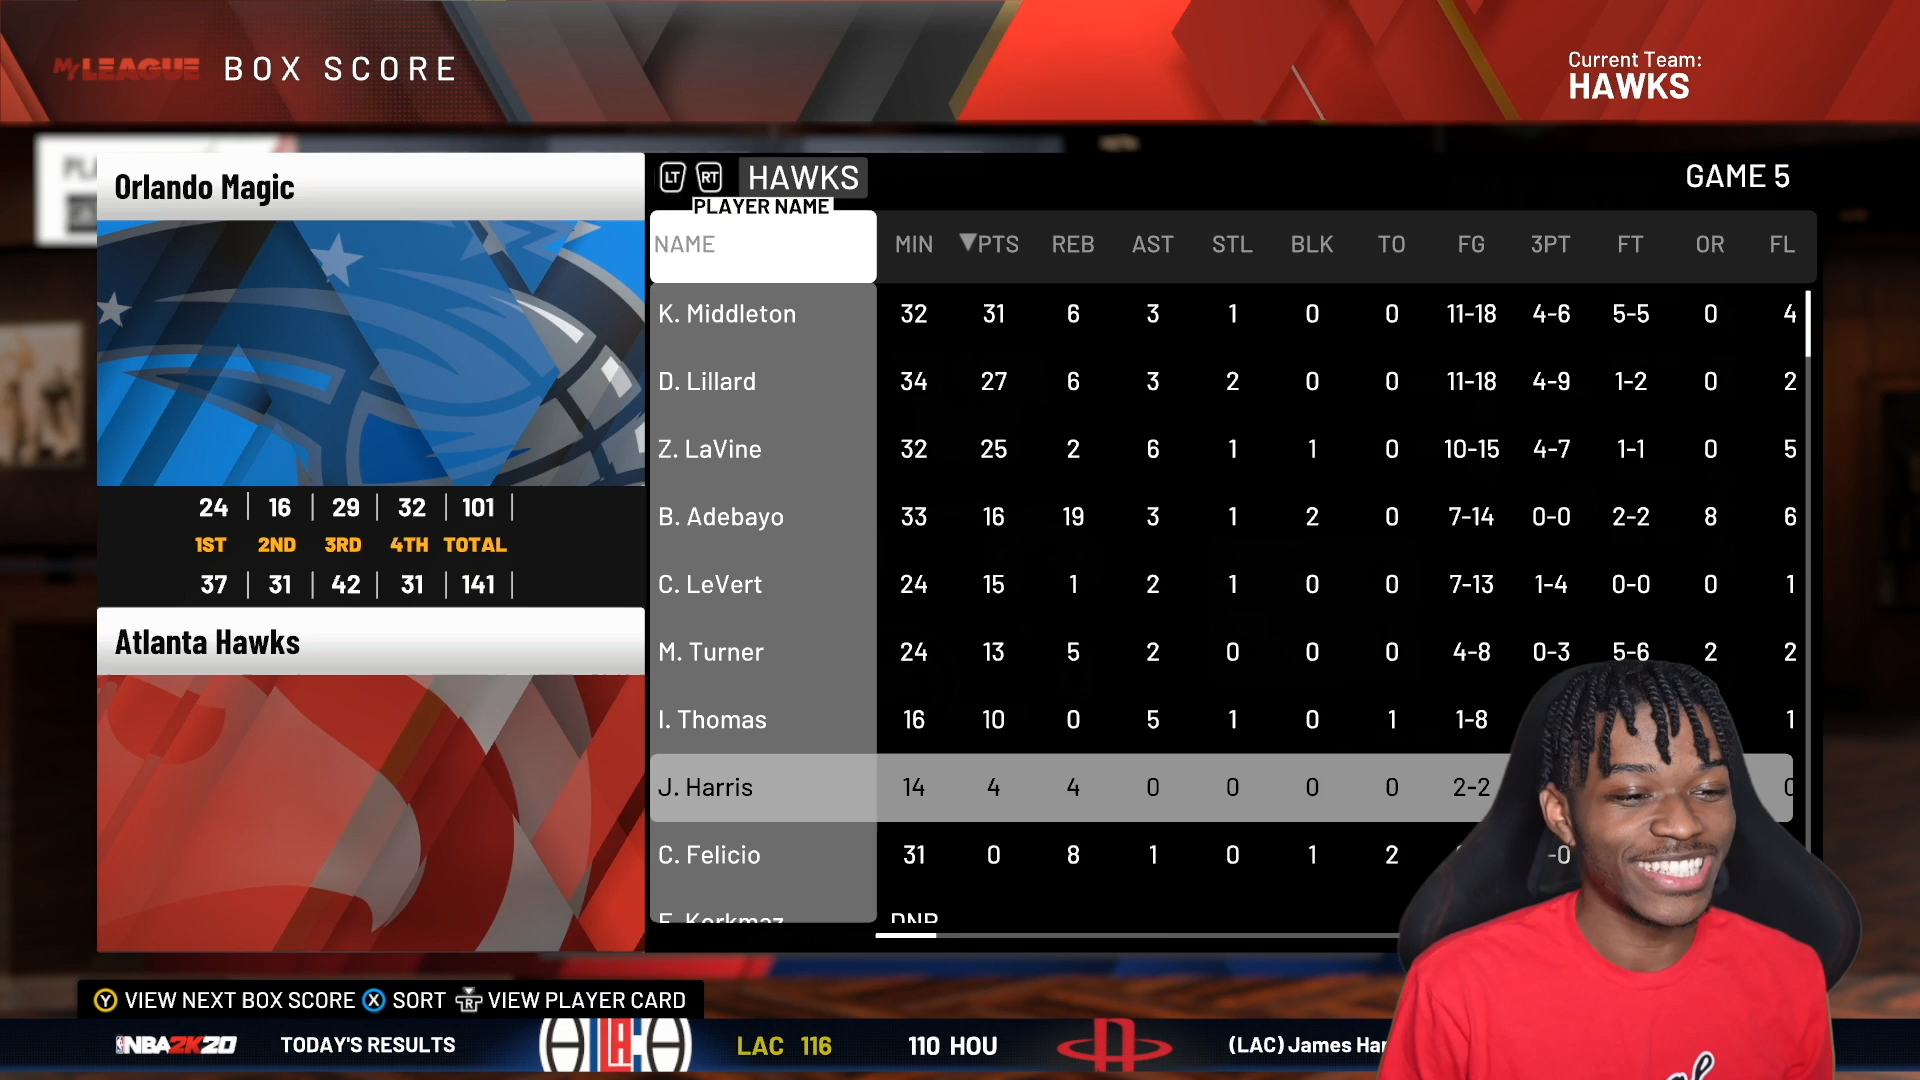 MyLEAGUE BOX SCORE
Current Team:
HAWKS
Orlando Magic
24 | 16 | 29 | 32 | 101 |
1ST 2ND 3RD 4TH TOTAL
37 | 31 | 42 | 31 | 141 |
Atlanta Hawks
LT RT HAWKS GAME 5
PLAYER NAME
NAME MIN ▼PTS REB AST STL BLK TO FG 3PT FT OR FL
K. Middleton 32 31 6 3 1 0 0 11-18 4-6 5-5 0 4
D. Lillard 34 27 6 3 2 0 0 11-18 4-9 1-2 0 2
Z. LaVine 32 25 2 6 1 1 0 10-15 4-7 1-1 0 5
B. Adebayo 33 16 19 3 1 2 0 7-14 0-0 2-2 8 6
C. LeVert 24 15 1 2 1 0 0 7-13 1-4 0-0 0 1
M. Turner 24 13 5 2 0 0 0 4-8 0-3 5-6 2 2
I. Thomas 16 10 0 5 1 0 1 1-8 1
J. Harris 14 4 4 0 0 0 0 2-2 0
C. Felicio 31 0 8 1 0 1 2 -0
F. Korkmaz DNP
Y VIEW NEXT BOX SCORE X SORT R VIEW PLAYER CARD
NBA2K20 TODAY'S RESULTS LAC 116 110 HOU (LAC) James Har